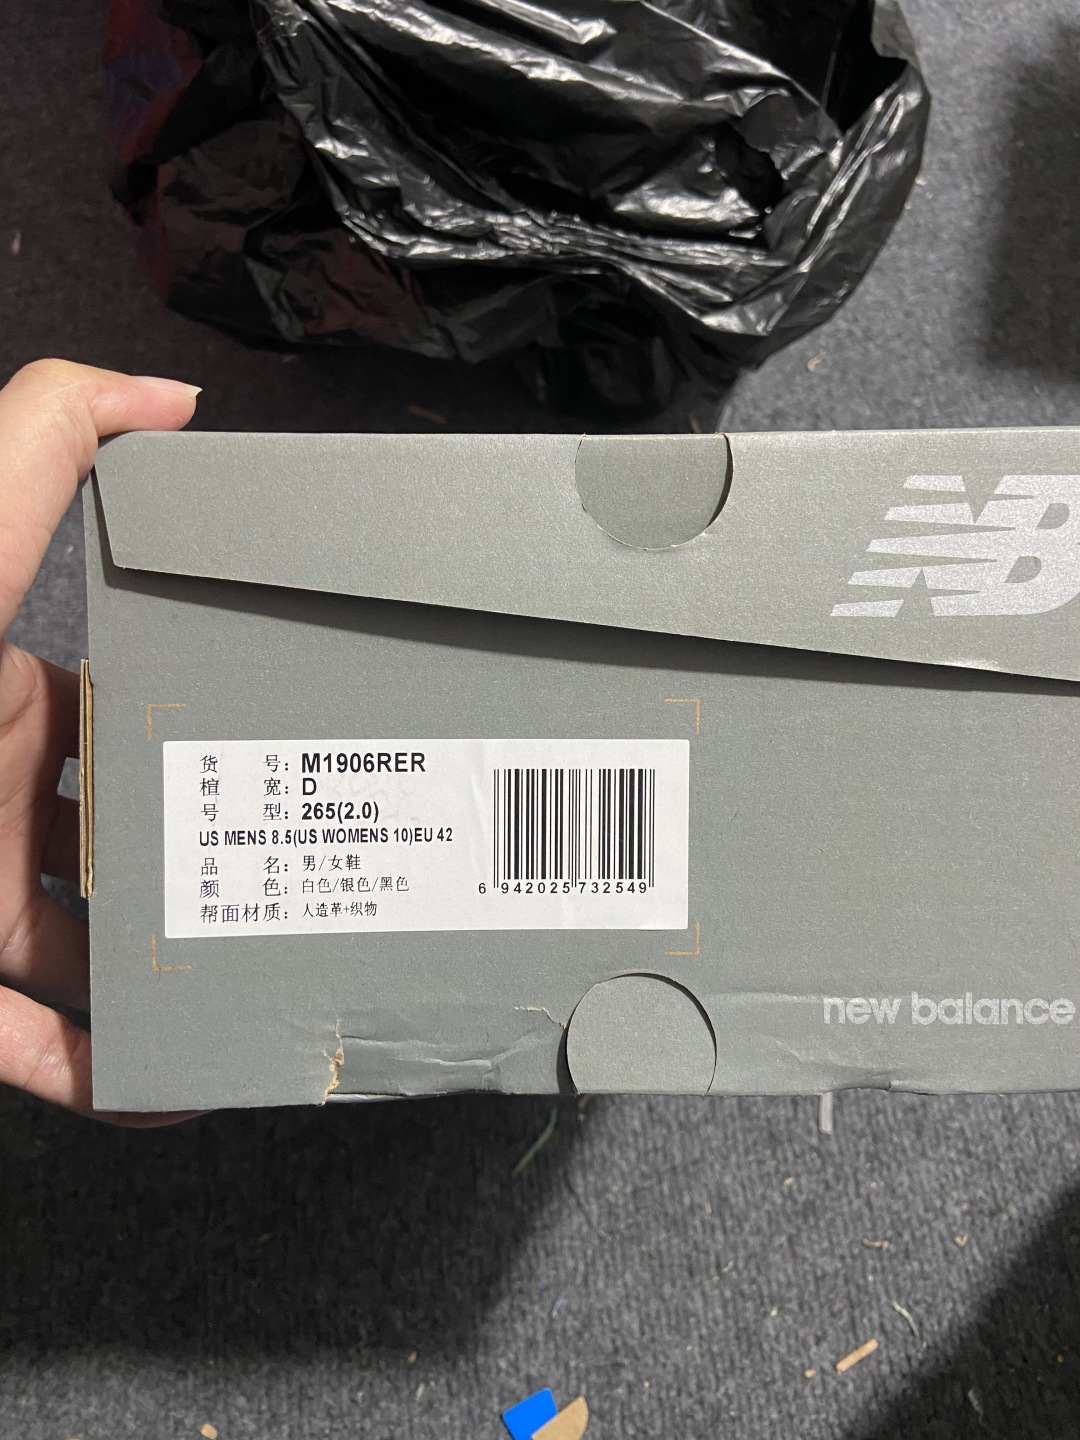 NB
货 号：M1906RER
楦 宽：D
号 型：265(2.0)
US MENS 8.5(US WOMENS 10)EU 42
品 名：男/女鞋
颜 色：白色/银色/黑色
帮面材质：人造革+织物
6 942025 732549
new balance